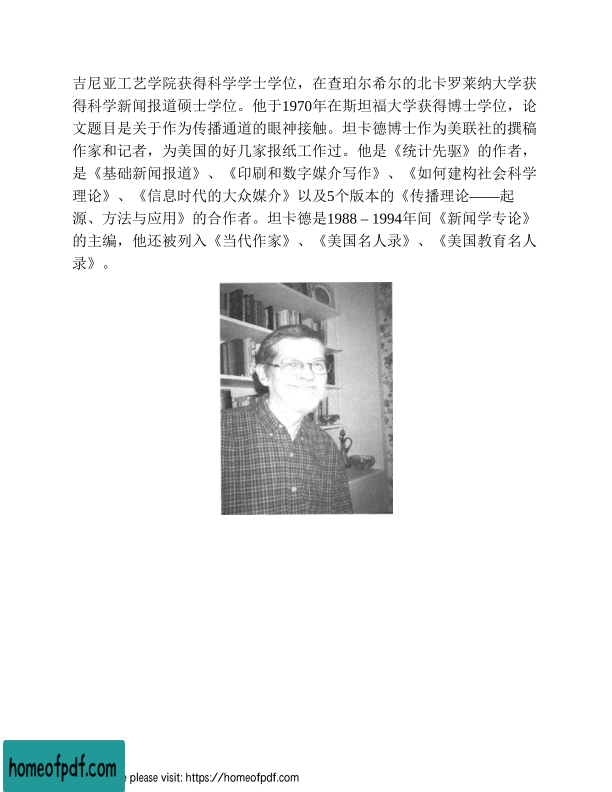 吉尼亚工艺学院获得科学学士学位，在查珀尔希尔的北卡罗莱纳大学获
得科学新闻报道硕士学位。他于1970年在斯坦福大学获得博士学位，论
文题目是关于作为传播通道的眼神接触。坦卡德博士作为美联社的撰稿
作家和记者，为美国的好几家报纸工作过。他是《统计先驱》的作者，
是《基础新闻报道》、《印刷和数字媒介写作》、《如何建构社会科学
理论》、《信息时代的大众媒介》以及5个版本的《传播理论——起
源、方法与应用》的合作者。坦卡德是1988 – 1994年间《新闻学专论》
的主编，他还被列入《当代作家》、《美国名人录》、《美国教育名人
录》。
homeofpdf.com
please visit: https://homeofpdf.com